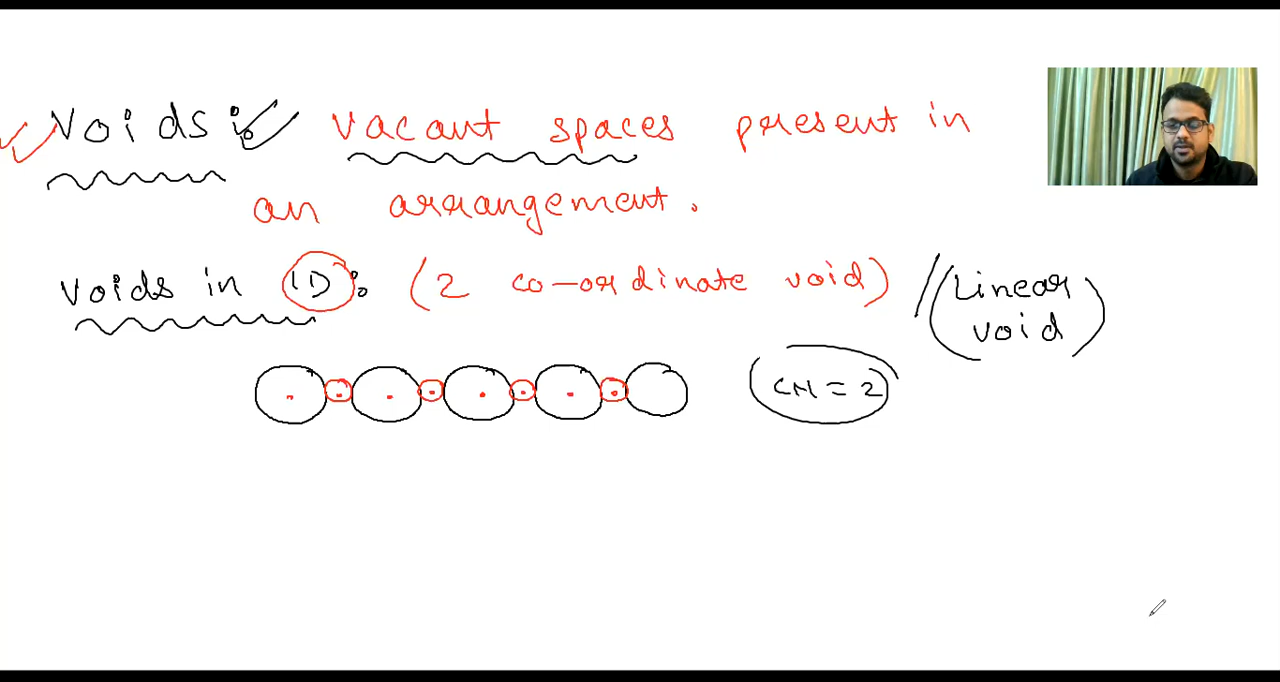 Voids : vacant spaces present in
an arrangement.
Voids in 1D : (2 co-ordinate void) / (Linear
void)
CN = 2